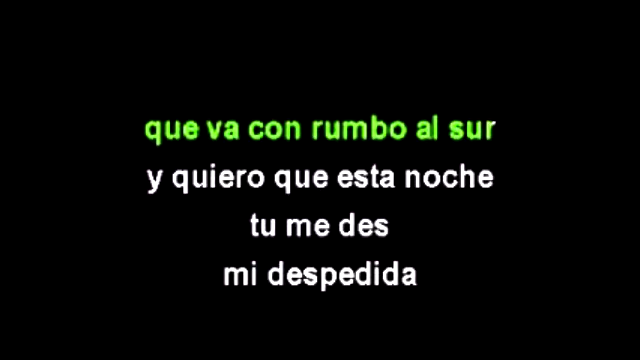 que va con rumbo al sur
y quiero que esta noche
tu me des
mi despedida